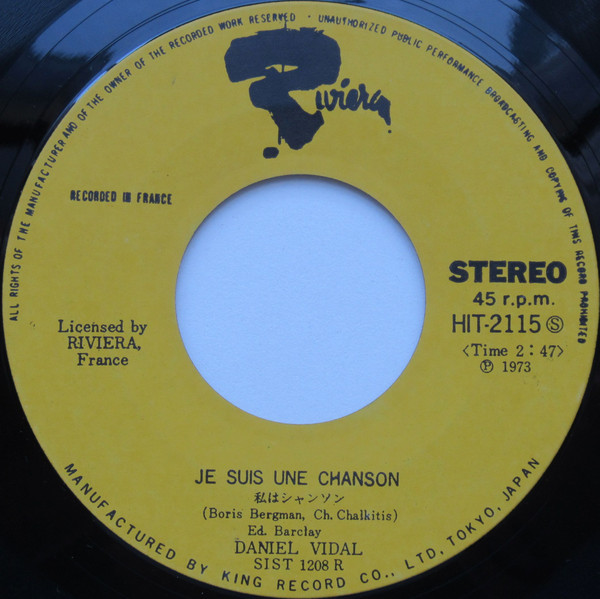 ALL RIGHTS OF THE MANUFACTURER AND OF THE OWNER OF THE RECORDED WORK RESERVED · UNAUTHORIZED PUBLIC PERFORMANCE BROADCASTING AND COPYING OF THIS RECORD PROHIBITED
Riviera
RECORDED IN FRANCE
STEREO
45 r.p.m.
HIT-2115 Ⓢ
<Time 2:47>
Ⓟ 1973
Licensed by
RIVIERA,
France
JE SUIS UNE CHANSON
私はシャンソン
(Boris Bergman, Ch. Chalkitis)
Ed. Barclay
DANIEL VIDAL
SIST 1208 R
MANUFACTURED BY KING RECORD CO., LTD, TOKYO, JAPAN